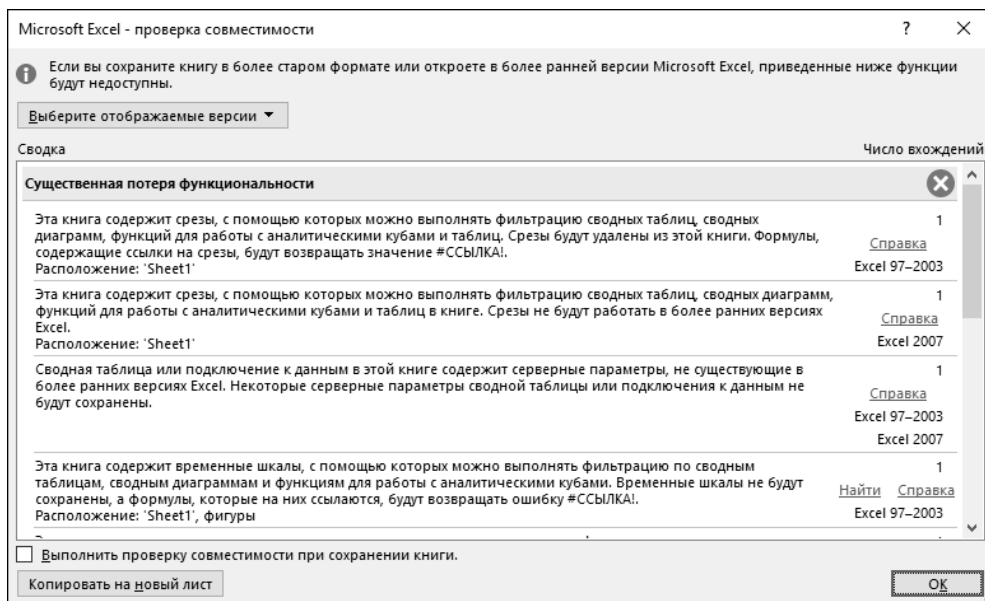 Microsoft Excel - проверка совместимости
Если вы сохраните книгу в более старом формате или откроете в более ранней версии Microsoft Excel, приведенные ниже функции
будут недоступны.
Выберите отображаемые версии
Сводка
Число вхождений
Существенная потеря функциональности
Эта книга содержит срезы, с помощью которых можно выполнять фильтрацию сводных таблиц, сводных
диаграмм, функций для работы с аналитическими кубами и таблиц. Срезы будут удалены из этой книги. Формулы,
содержащие ссылки на срезы, будут возвращать значение #ССЫЛКА!.
Расположение: 'Sheet1'
1
Справка
Excel 97–2003
Эта книга содержит срезы, с помощью которых можно выполнять фильтрацию сводных таблиц, сводных диаграмм,
функций для работы с аналитическими кубами и таблиц в книге. Срезы не будут работать в более ранних версиях
Excel.
Расположение: 'Sheet1'
1
Справка
Excel 2007
Сводная таблица или подключение к данным в этой книге содержит серверные параметры, не существующие в
более ранних версиях Excel. Некоторые серверные параметры сводной таблицы или подключения к данным не
будут сохранены.
1
Справка
Excel 97–2003
Excel 2007
Эта книга содержит временные шкалы, с помощью которых можно выполнять фильтрацию по сводным
таблицам, сводным диаграммам и функциям для работы с аналитическими кубами. Временные шкалы не будут
сохранены, а формулы, которые на них ссылаются, будут возвращать ошибку #ССЫЛКА!.
Расположение: 'Sheet1', фигуры
1
Найти Справка
Excel 97–2003
Выполнить проверку совместимости при сохранении книги.
Копировать на новый лист
ОК